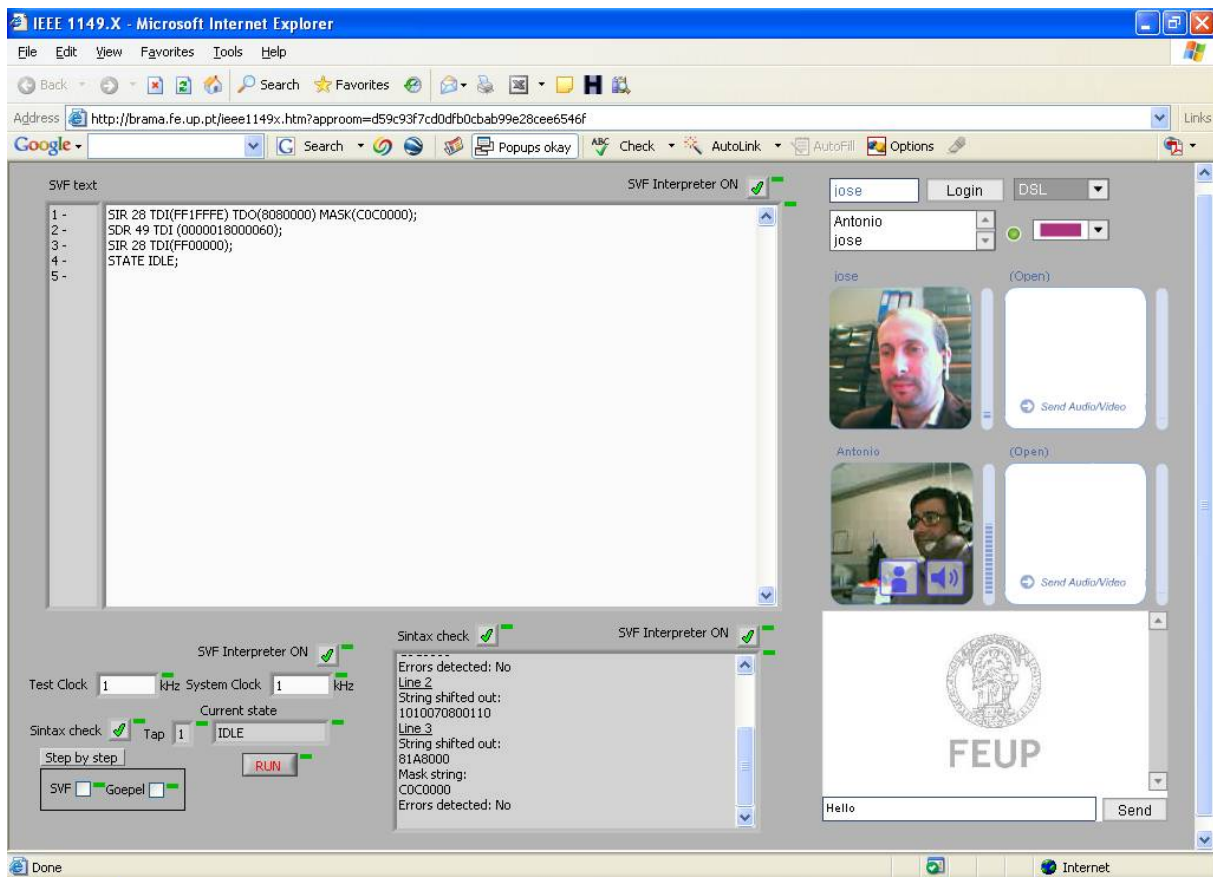 IEEE 1149.X - Microsoft Internet Explorer
File Edit View Favorites Tools Help
Back Search Favorites
Address http://brama.fe.up.pt/ieee1149x.htm?approom=d59c93f7cd0dfb0cbab99e28cee6546f Links
Google Search Popups okay ABC Check AutoLink AutoFill Options
SVF text SVF Interpreter ON
1 - SIR 28 TDI(FF1FFFE) TDO(8080000) MASK(C0C0000);
2 - SDR 49 TDI (0000018000060);
3 - SIR 28 TDI(FF00000);
4 - STATE IDLE;
5 -
jose Login DSL
Antonio
jose
jose (Open)
Send Audio/Video
Antonio (Open)
Send Audio/Video
SVF Interpreter ON
Test Clock 1 kHz System Clock 1 kHz
Current state
Sintax check Tap 1 IDLE
Step by step
RUN
SVF Goepel
Sintax check SVF Interpreter ON
Errors detected: No
Line 2
String shifted out:
1010070800110
Line 3
String shifted out:
81A8000
Mask string:
C0C0000
Errors detected: No
FEUP
Hello Send
Done Internet